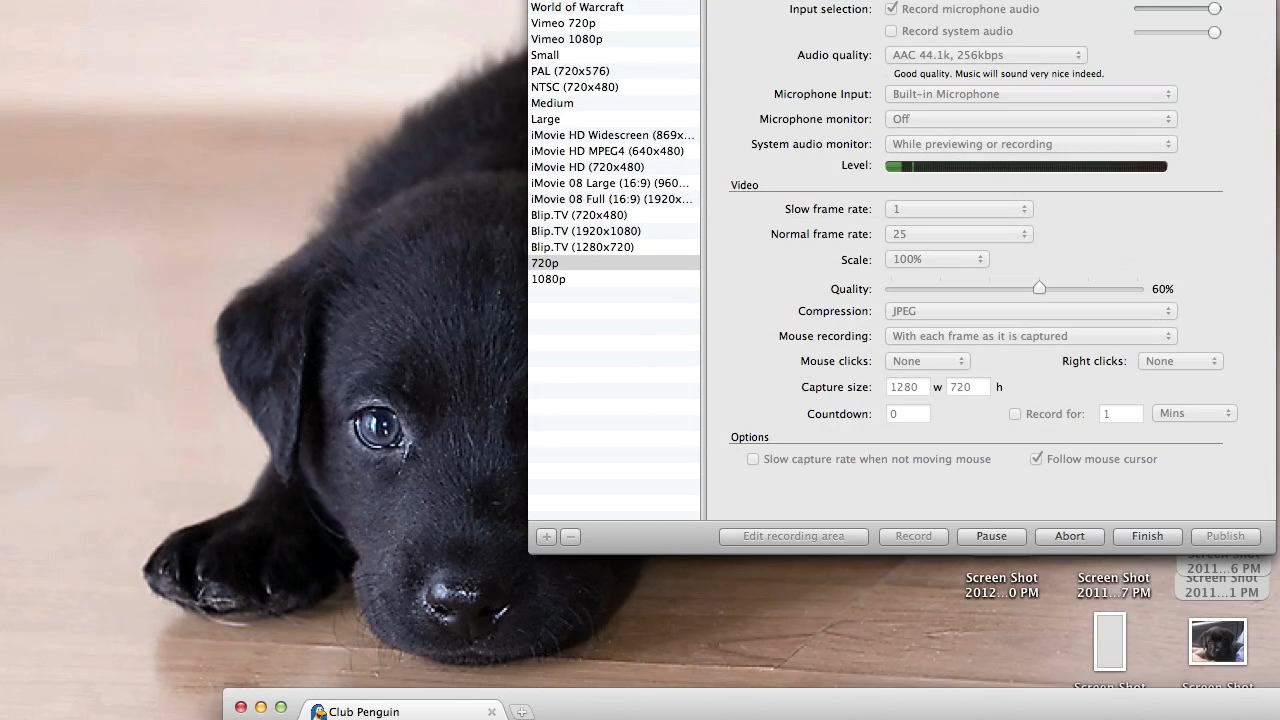 World of Warcraft
Vimeo 720p
Vimeo 1080p
Small
PAL (720x576)
NTSC (720x480)
Medium
Large
iMovie HD Widescreen (869x...
iMovie HD MPEG4 (640x480)
iMovie HD (720x480)
iMovie 08 Large (16:9) (960...
iMovie 08 Full (16:9) (1920x...
Blip.TV (720x480)
Blip.TV (1920x1080)
Blip.TV (1280x720)
720p
1080p
Input selection: Record microphone audio
Record system audio
Audio quality: AAC 44.1k, 256kbps
Good quality. Music will sound very nice indeed.
Microphone Input: Built-in Microphone
Microphone monitor: Off
System audio monitor: While previewing or recording
Level:
Video
Slow frame rate: 1
Normal frame rate: 25
Scale: 100%
Quality: 60%
Compression: JPEG
Mouse recording: With each frame as it is captured
Mouse clicks: None Right clicks: None
Capture size: 1280 w 720 h
Countdown: 0 Record for: 1 Mins
Options
Slow capture rate when not moving mouse Follow mouse cursor
+ − Edit recording area Record Pause Abort Finish Publish
Screen Shot
2011...6 PM
Screen Shot
2012...0 PM
Screen Shot
2011...7 PM
Screen Shot
2011...1 PM
Screen Shot
Screen Shot
Club Penguin